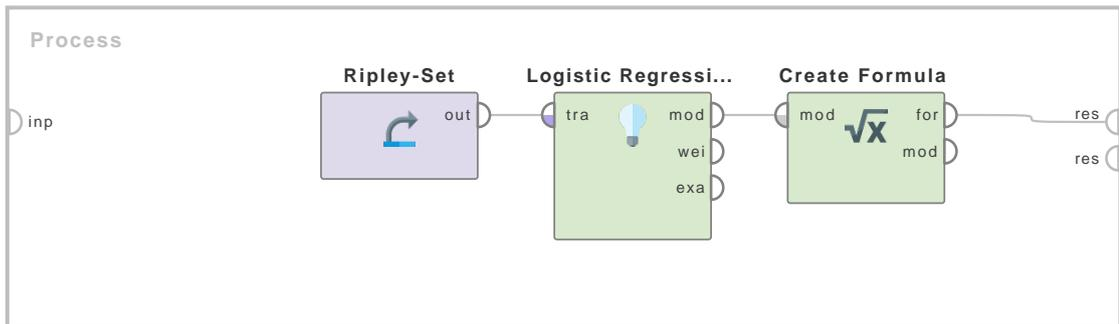 Process
Ripley-Set
Logistic Regressi...
Create Formula
inp
out
tra
mod
wei
exa
mod
for
mod
res
res